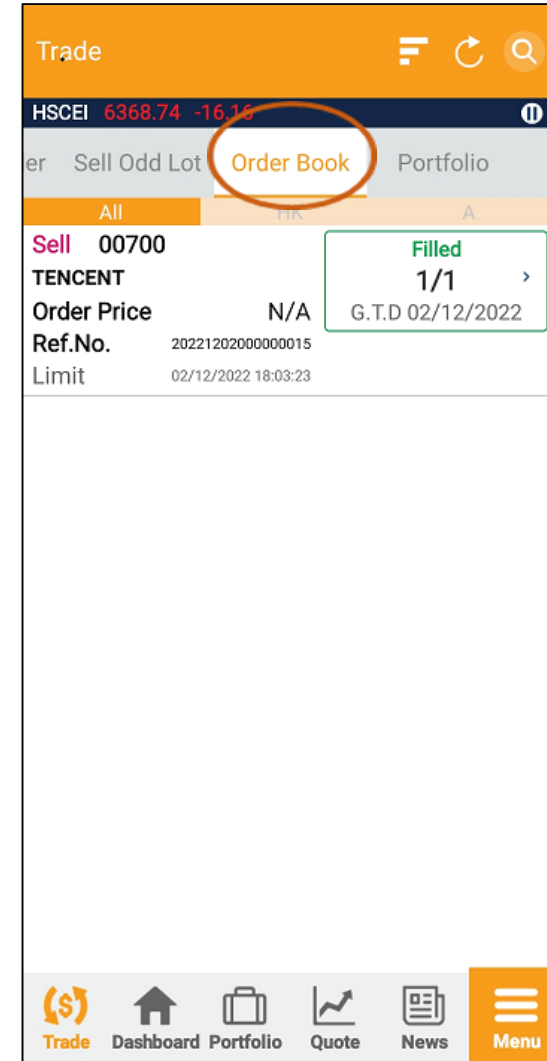 Trade
HSCEI 6368.74 -16.16
er Sell Odd Lot Order Book Portfolio
All HK A
Sell 00700
TENCENT
Order Price N/A
Ref.No. 20221202000000015
Limit 02/12/2022 18:03:23
Filled
1/1 >
G.T.D 02/12/2022
Trade Dashboard Portfolio Quote News Menu